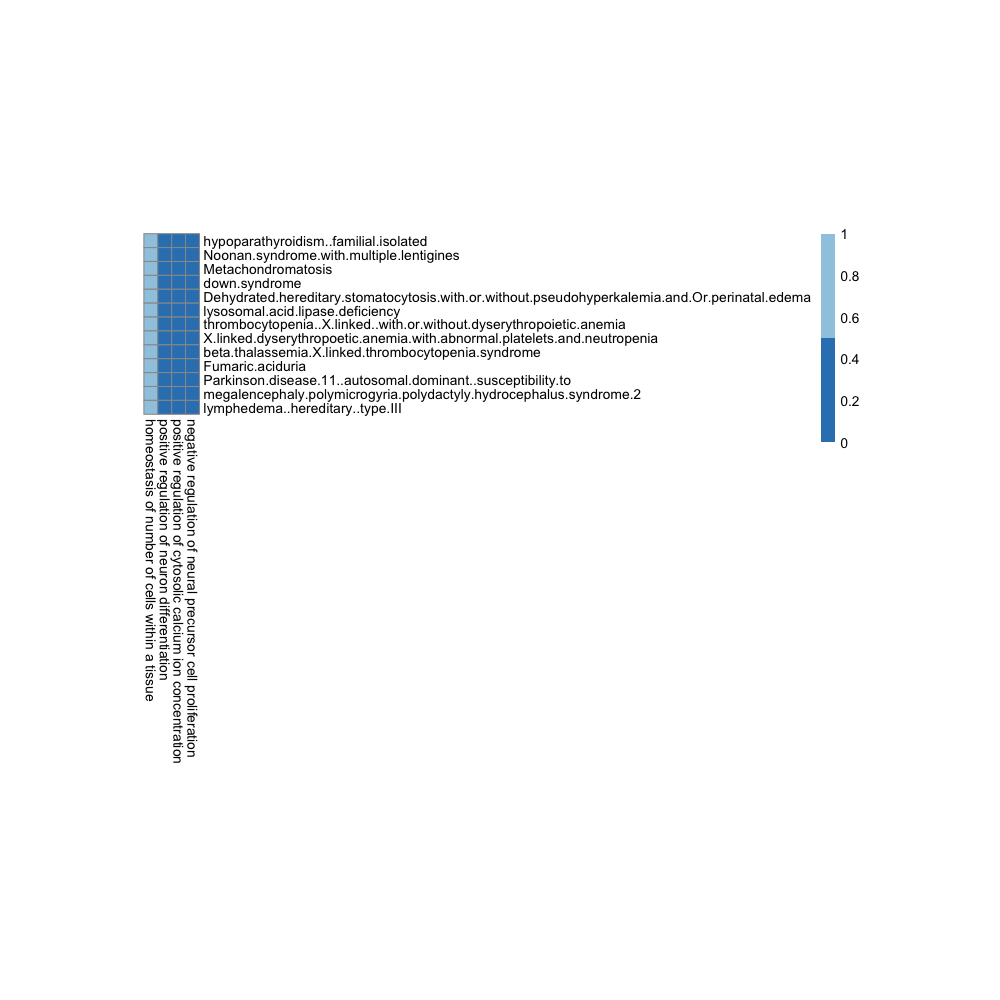 hypoparathyroidism..familial.isolated
Noonan.syndrome.with.multiple.lentigines
Metachondromatosis
down.syndrome
Dehydrated.hereditary.stomatocytosis.with.or.without.pseudohyperkalemia.and.Or.perinatal.edema
lysosomal.acid.lipase.deficiency
thrombocytopenia..X.linked..with.or.without.dyserythropoietic.anemia
X.linked.dyserythropoetic.anemia.with.abnormal.platelets.and.neutropenia
beta.thalassemia.X.linked.thrombocytopenia.syndrome
Fumaric.aciduria
Parkinson.disease.11..autosomal.dominant..susceptibility.to
megalencephaly.polymicrogyria.polydactyly.hydrocephalus.syndrome.2
lymphedema..hereditary..type.III
homeostasis of number of cells within a tissue
positive regulation of neuron differentiation
positive regulation of cytosolic calcium ion concentration
negative regulation of neural precursor cell proliferation
1
0.8
0.6
0.4
0.2
0